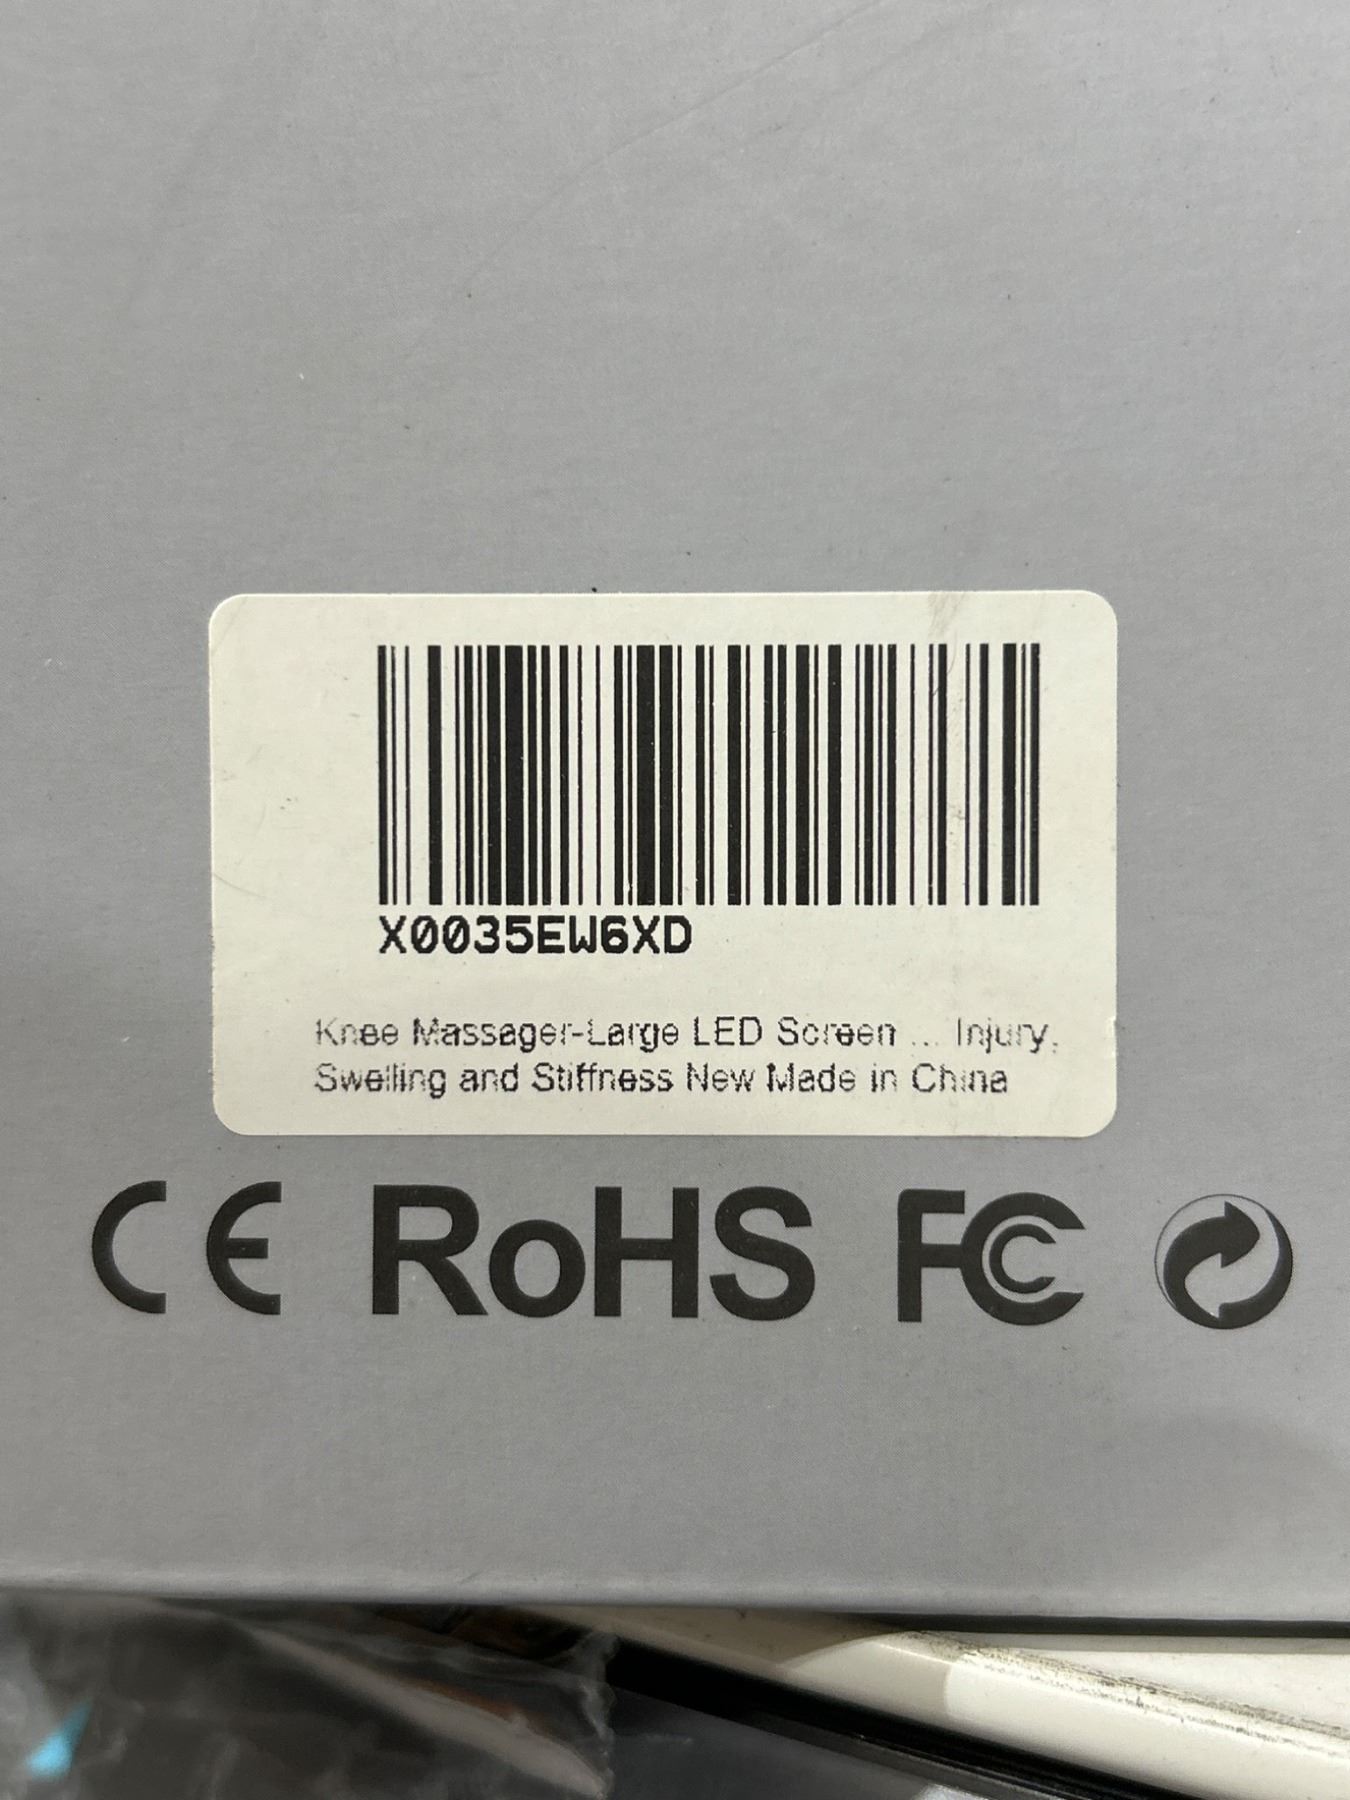 X0035EW6XD
Knee Massager-Large LED Screen ... Injury,
Swelling and Stiffness New Made in China
CE RoHS FC